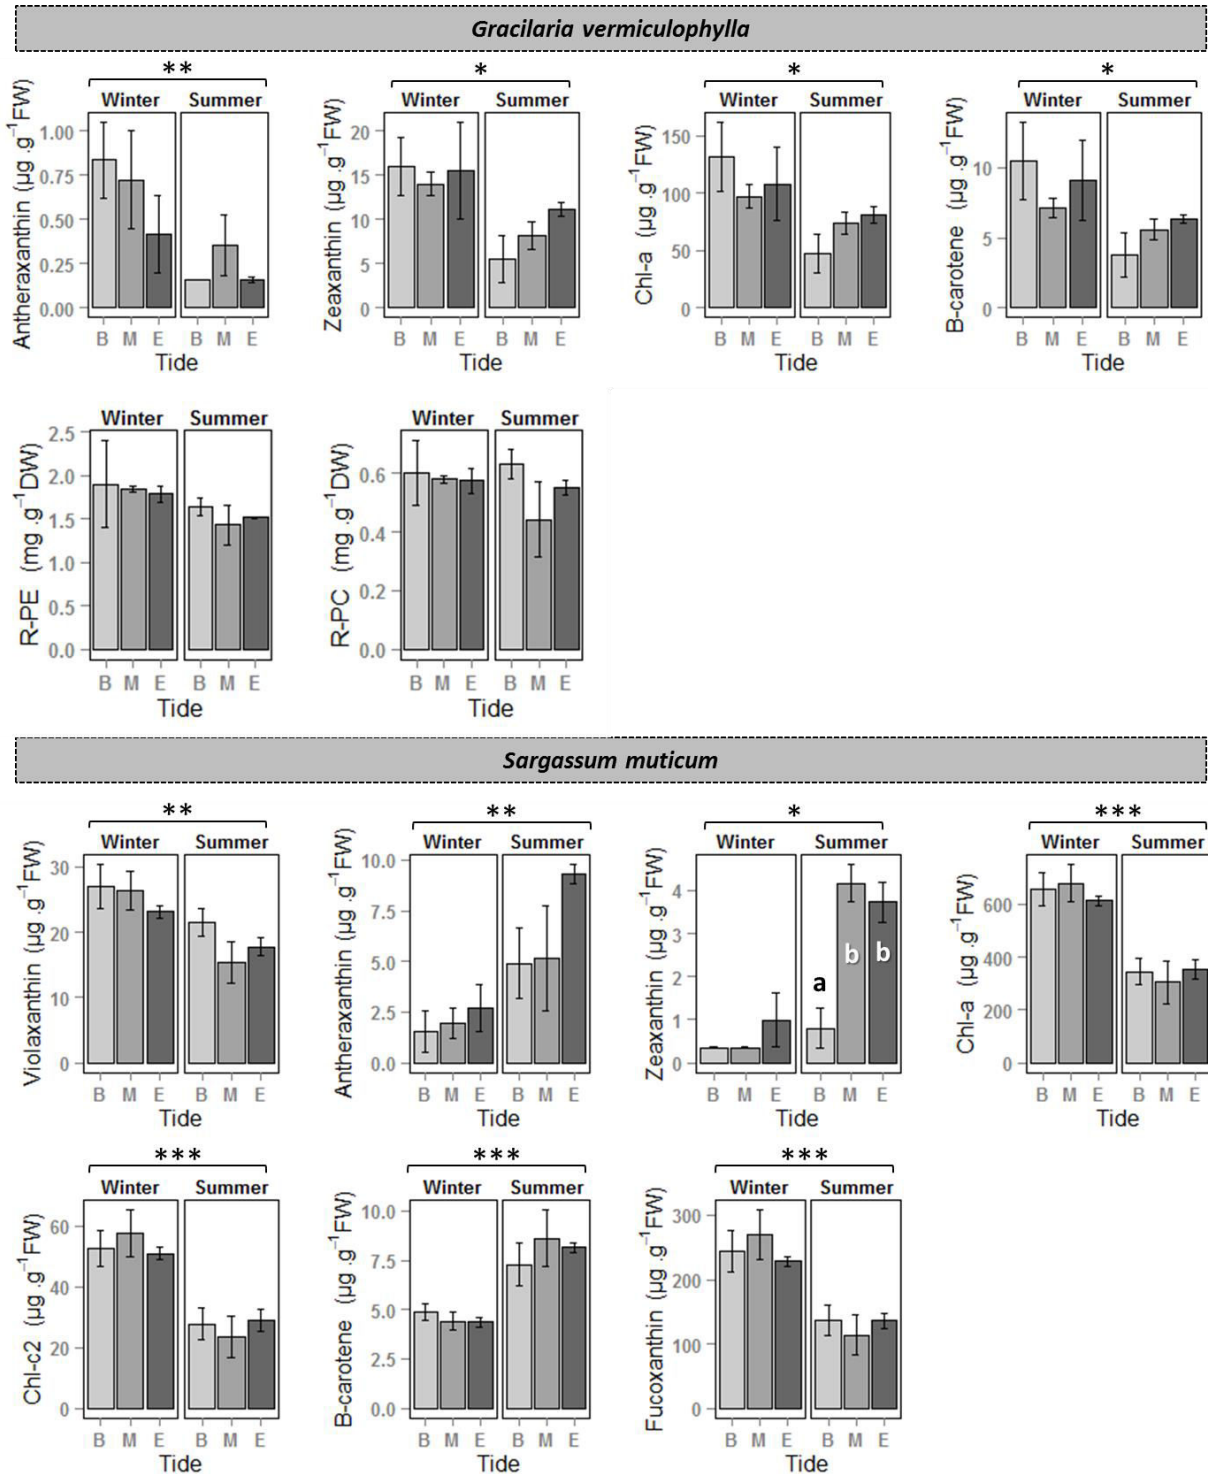 Gracilaria vermiculophylla
**
Winter Summer
Antheraxanthin (µg .g⁻¹FW)
1.00
0.75
0.50
0.25
0.00
B M E B M E
Tide
*
Winter Summer
Zeaxanthin (µg .g⁻¹FW)
20
15
10
5
0
B M E B M E
Tide
*
Winter Summer
Chl-a (µg .g⁻¹FW)
150
100
50
0
B M E B M E
Tide
*
Winter Summer
B-carotene (µg .g⁻¹FW)
10
5
0
B M E B M E
Tide
Winter Summer
R-PE (mg .g⁻¹DW)
2.5
2.0
1.5
1.0
0.5
0.0
B M E B M E
Tide
Winter Summer
R-PC (mg .g⁻¹DW)
0.6
0.4
0.2
0.0
B M E B M E
Tide
Sargassum muticum
**
Winter Summer
Violaxanthin (µg .g⁻¹FW)
30
20
10
0
B M E B M E
Tide
**
Winter Summer
Antheraxanthin (µg .g⁻¹FW)
10.0
7.5
5.0
2.5
0.0
B M E B M E
Tide
*
Winter Summer
Zeaxanthin (µg .g⁻¹FW)
4
3
2
1
0
a b b
B M E B M E
Tide
***
Winter Summer
Chl-a (µg .g⁻¹FW)
600
400
200
0
B M E B M E
Tide
***
Winter Summer
Chl-c2 (µg .g⁻¹FW)
60
40
20
0
B M E B M E
Tide
***
Winter Summer
B-carotene (µg .g⁻¹FW)
10.0
7.5
5.0
2.5
0.0
B M E B M E
Tide
***
Winter Summer
Fucoxanthin (µg .g⁻¹FW)
300
200
100
0
B M E B M E
Tide